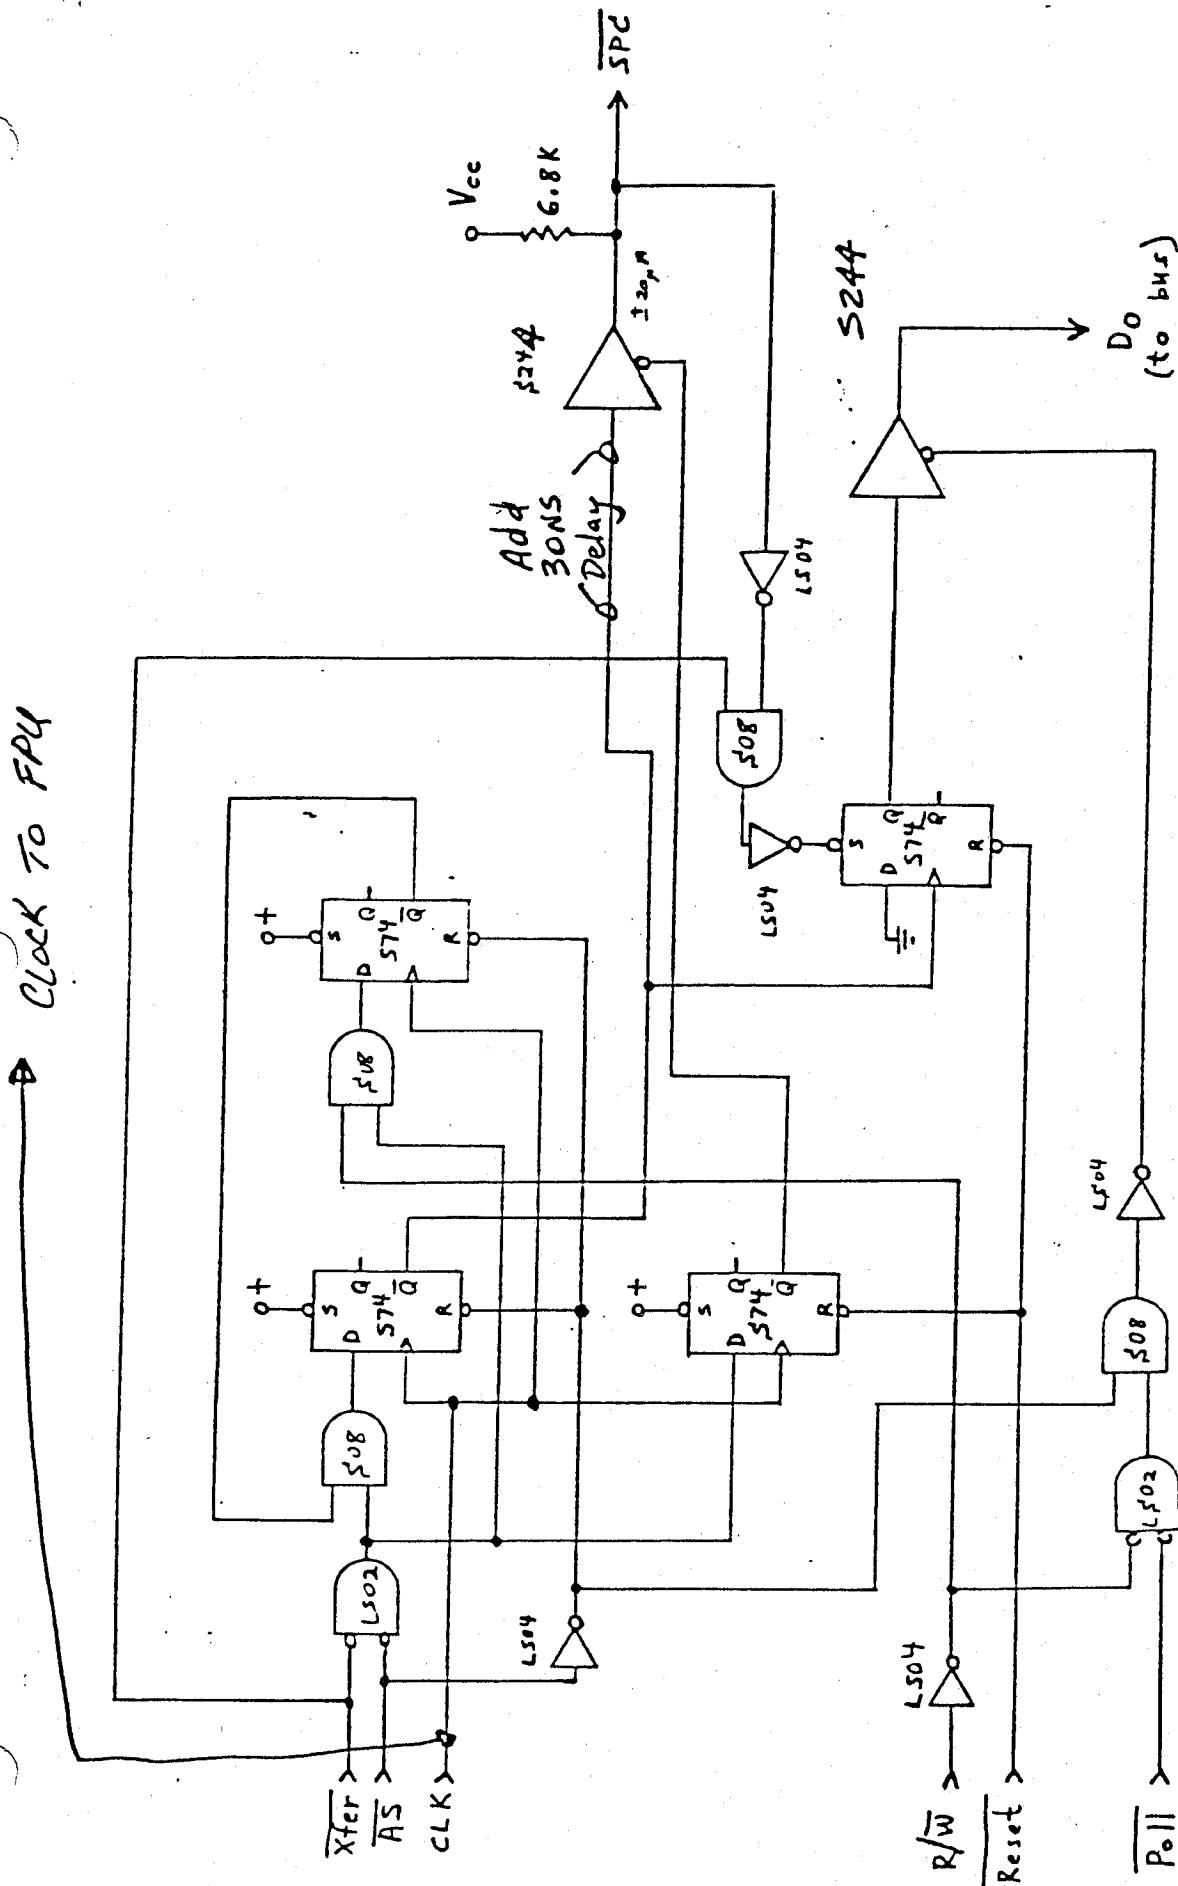 CLOCK TO FPU
SPC
Vcc
6.8K
±20µA
S244
Add
30NS
Delay
LS04
S244
D0
(to bus)
S08
LS04
S
D Q
S74
Q
R
+
S
D Q
S74
Q
R
S08
+
S
D Q
S74
Q
R
S08
LS02
+
S
D Q
S74
Q
R
LS04
LS04
S08
LS02
LS04
Xfer
AS
CLK
R/W
Reset
Poll